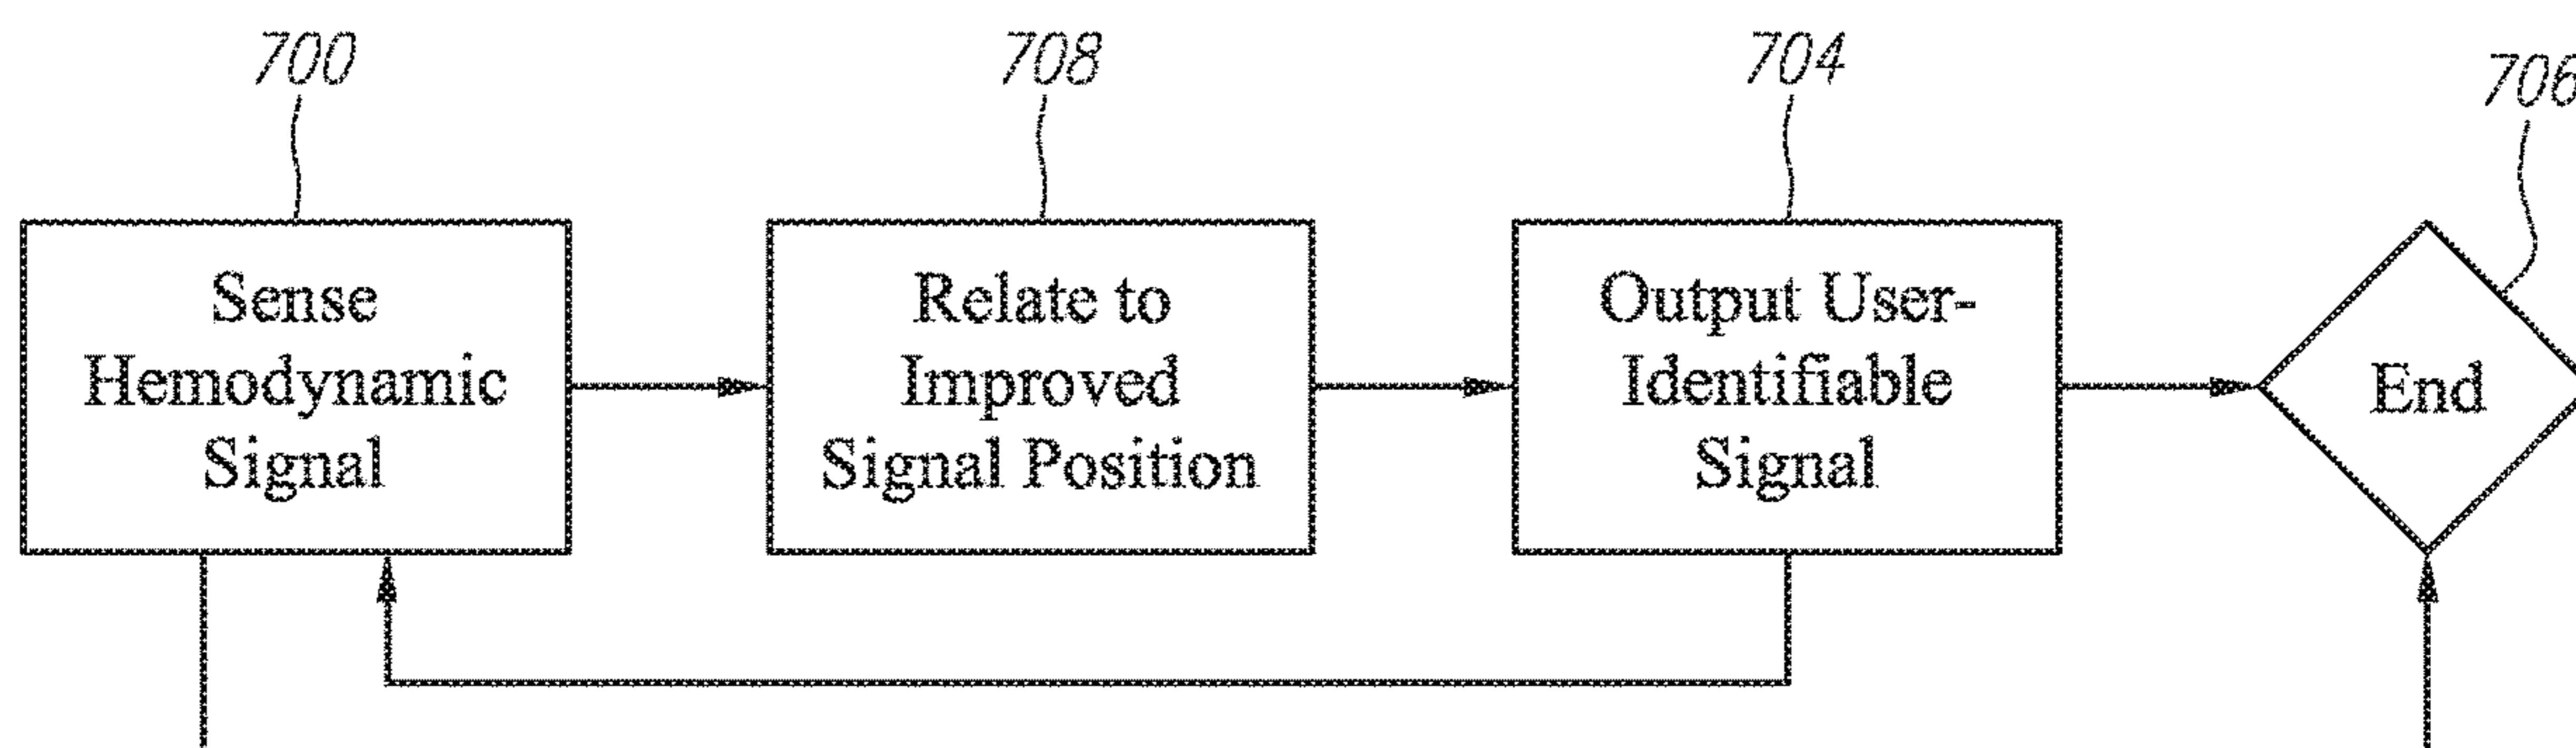 700
708
704
706
Sense
Hemodynamic
Signal
Relate to
Improved
Signal Position
Output User-
Identifiable
Signal
End